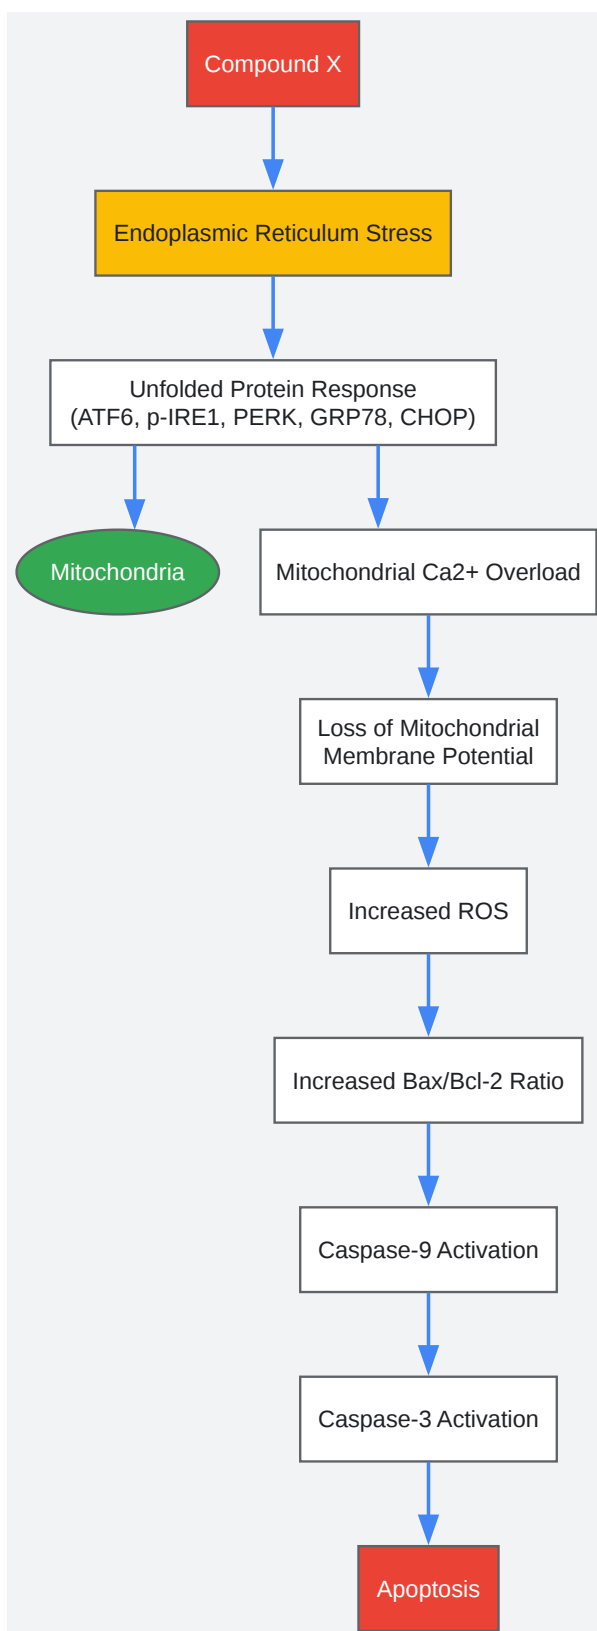 Compound X
Endoplasmic Reticulum Stress
Unfolded Protein Response
(ATF6, p-IRE1, PERK, GRP78, CHOP)
Mitochondria
Mitochondrial Ca2+ Overload
Loss of Mitochondrial
Membrane Potential
Increased ROS
Increased Bax/Bcl-2 Ratio
Caspase-9 Activation
Caspase-3 Activation
Apoptosis